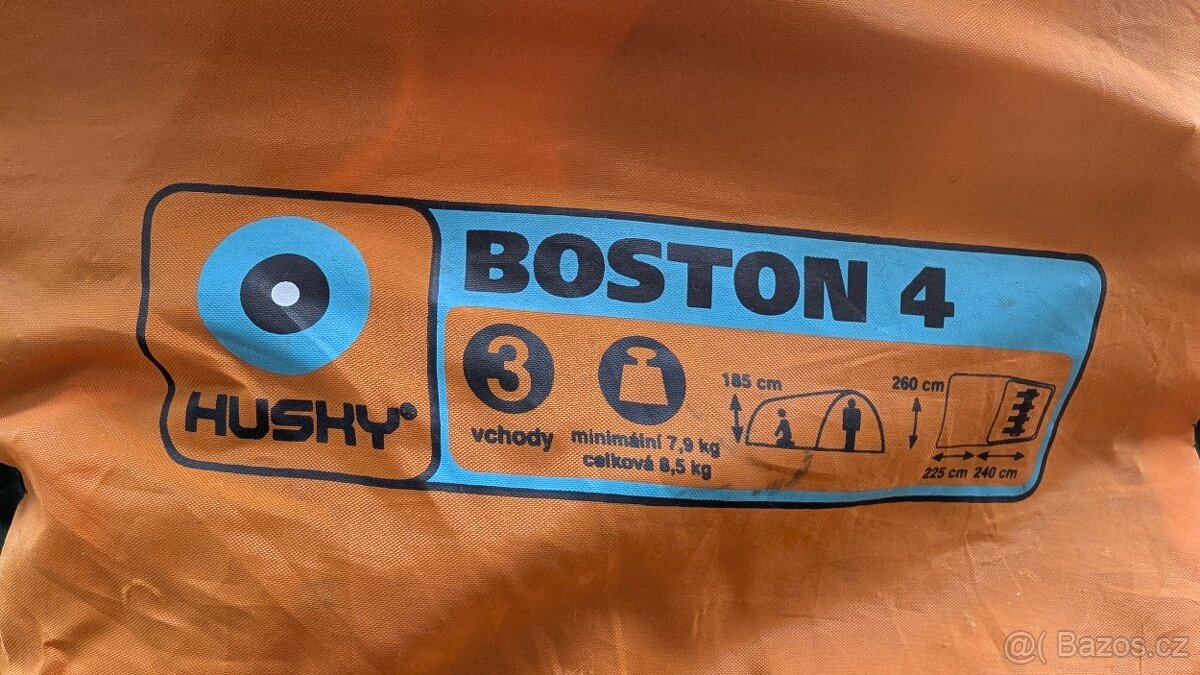 HUSKY®
BOSTON 4
3
vchody
minimální 7,9 kg
celková 8,5 kg
185 cm
260 cm
225 cm 240 cm
@( Bazos.cz